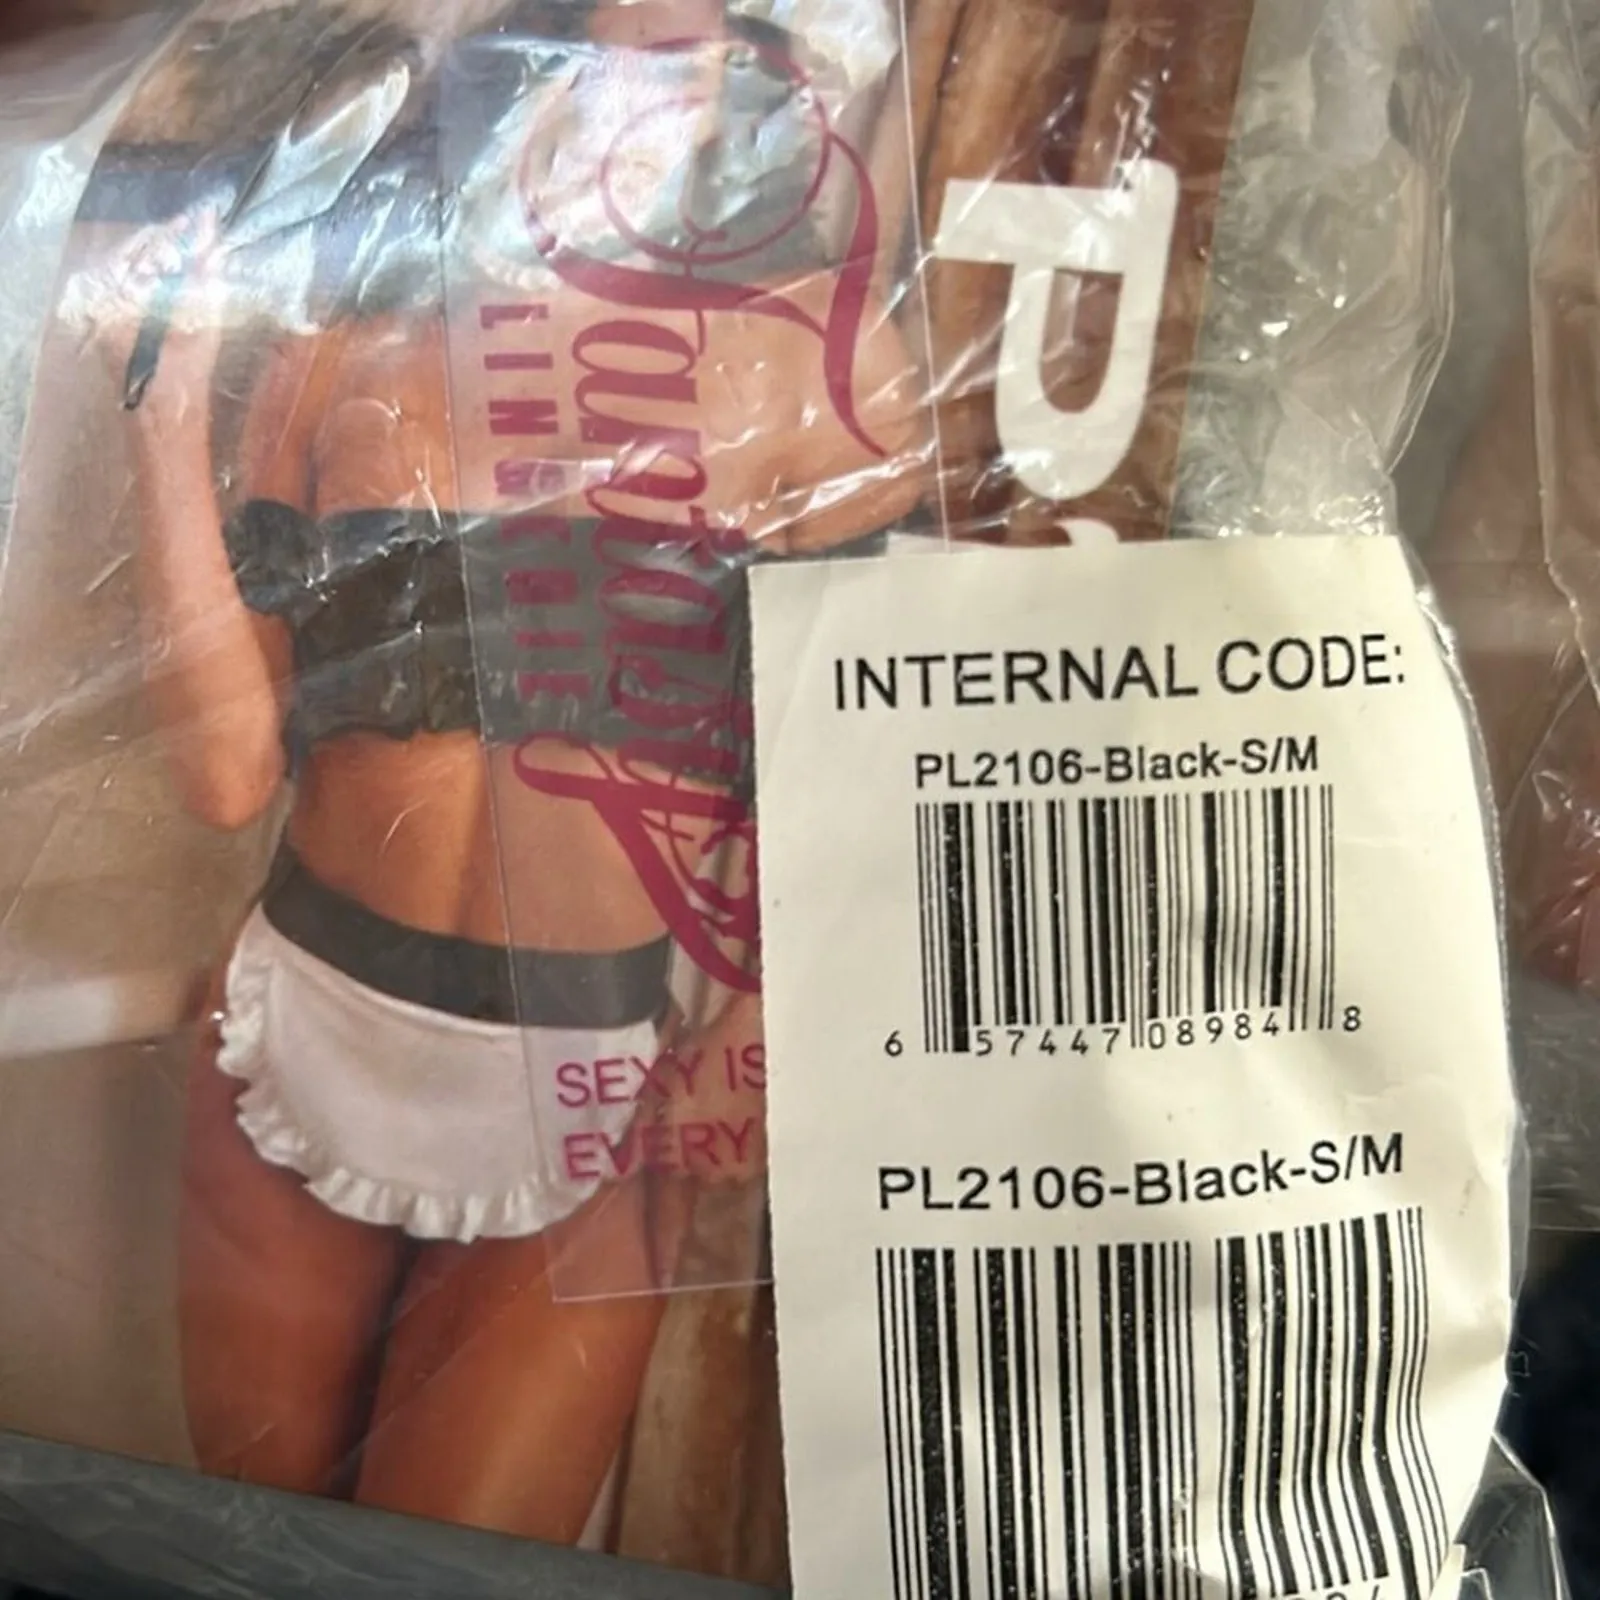 LINGERIE
SEXY IS
EVERY
INTERNAL CODE:
PL2106-Black-S/M
6 57447 08984 8
PL2106-Black-S/M